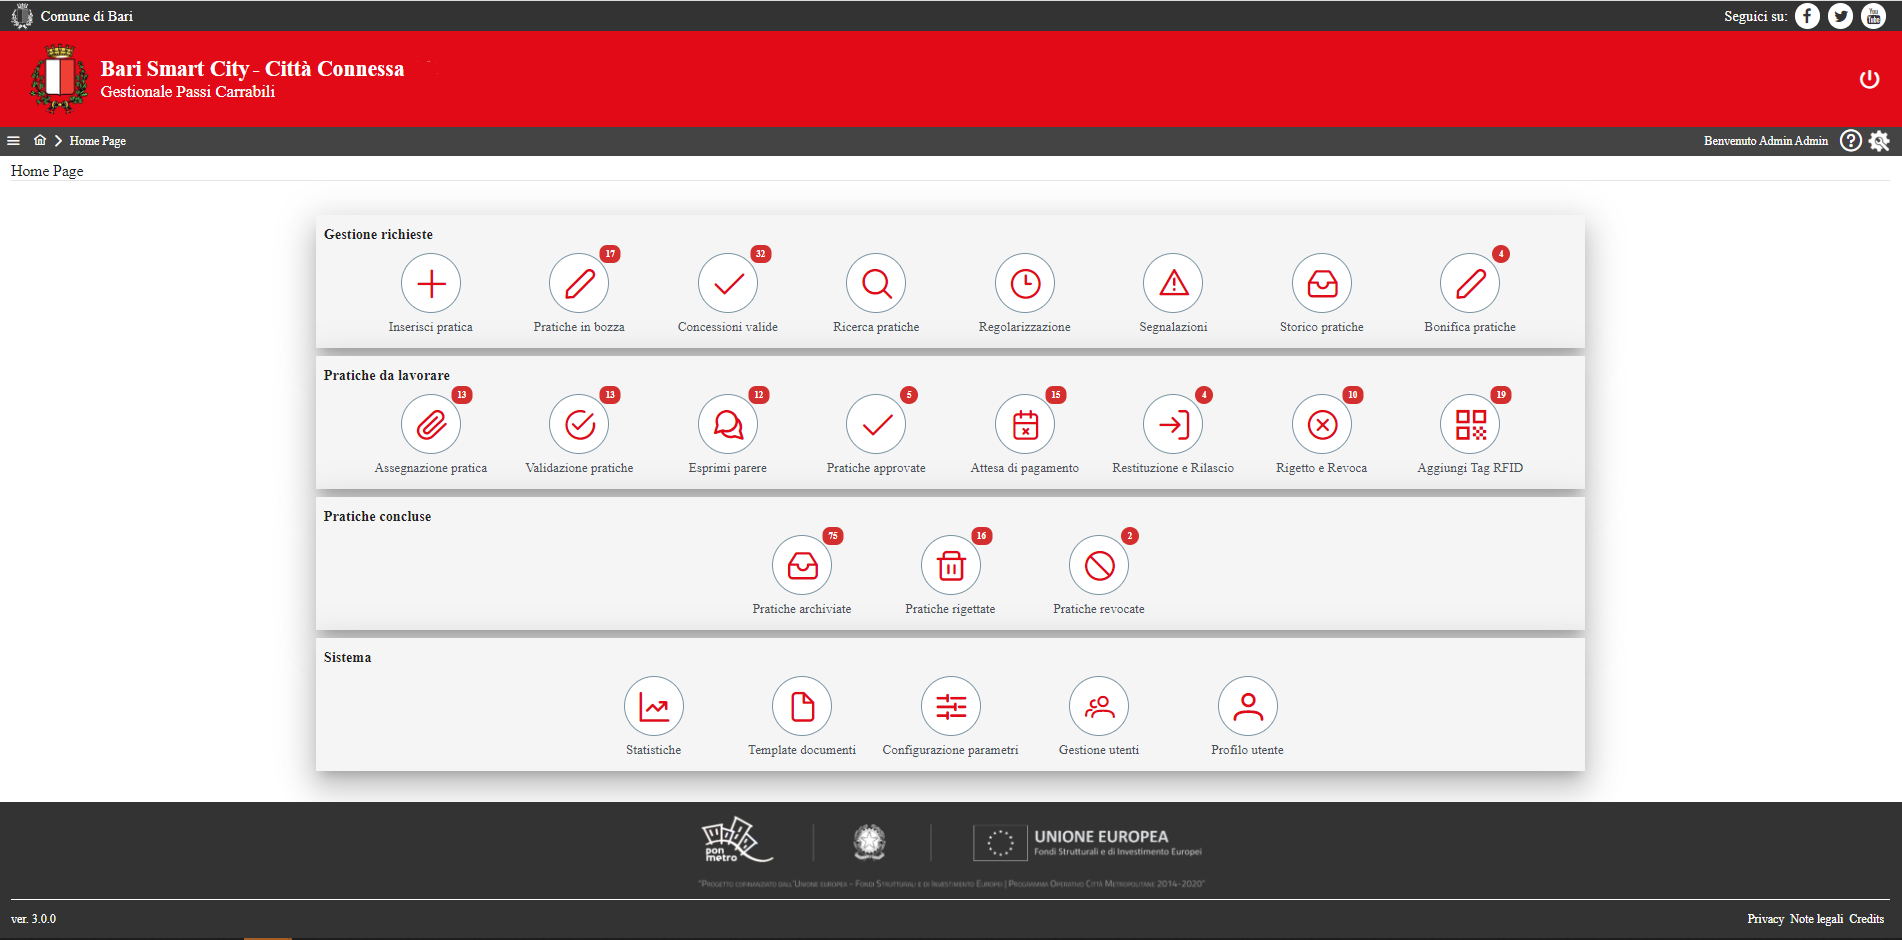 Comune di Bari
Seguici su:
You
Tube
Bari Smart City - Città Connessa
Gestionale Passi Carrabili
Home Page
Benvenuto Admin Admin
Home Page
Gestione richieste
17
32
4
Inserisci pratica
Pratiche in bozza
Concessioni valide
Ricerca pratiche
Regolarizzazione
Segnalazioni
Storico pratiche
Bonifica pratiche
Pratiche da lavorare
13
13
12
5
15
4
10
19
Assegnazione pratica
Validazione pratiche
Esprimi parere
Pratiche approvate
Attesa di pagamento
Restituzione e Rilascio
Rigetto e Revoca
Aggiungi Tag RFID
Pratiche concluse
75
16
2
Pratiche archiviate
Pratiche rigettate
Pratiche revocate
Sistema
Statistiche
Template documenti
Configurazione parametri
Gestione utenti
Profilo utente
pon
metro
UNIONE EUROPEA
Fondi Strutturali e di Investimento Europei
"Progetto cofinanziato dall'Unione europea – Fondi Strutturali e di Investimento Europei | Programma Operativo Città Metropolitane 2014-2020"
ver. 3.0.0
Privacy Note legali Credits